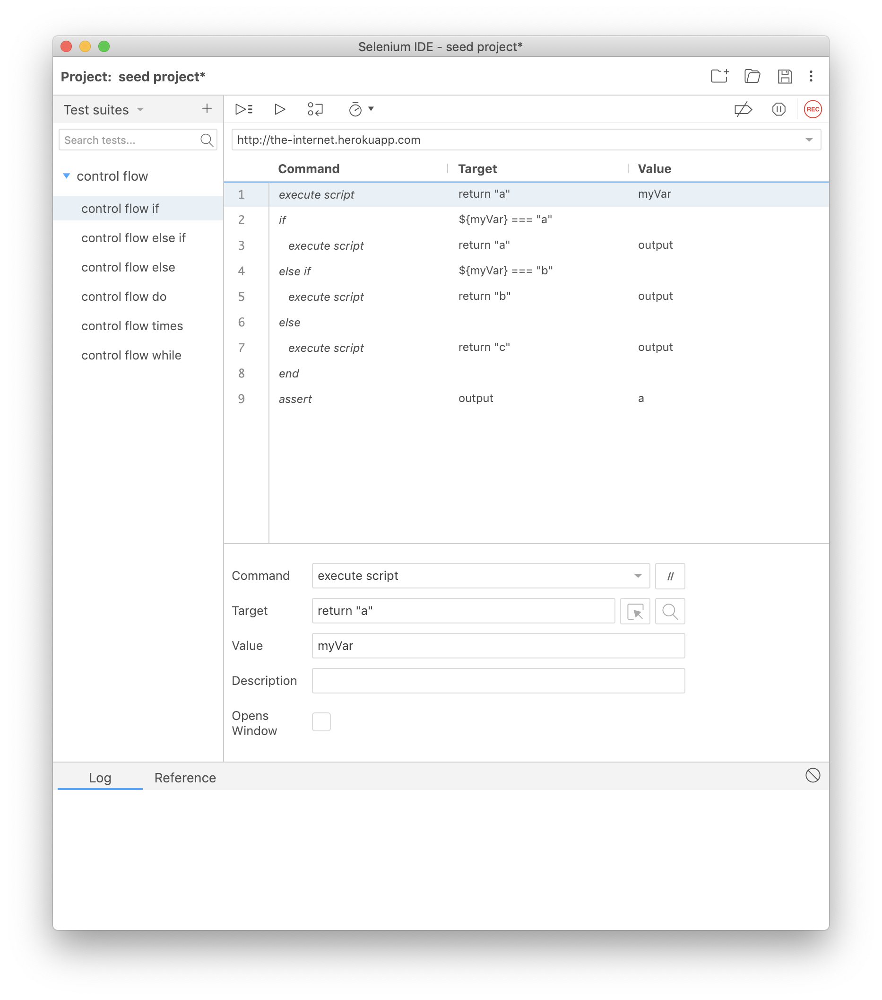 Selenium IDE - seed project*
Project: seed project*
Test suites
REC
Search tests...
http://the-internet.herokuapp.com
control flow
control flow if
control flow else if
control flow else
control flow do
control flow times
control flow while
Command Target Value
1 execute script return "a" myVar
2 if ${myVar} === "a"
3 execute script return "a" output
4 else if ${myVar} === "b"
5 execute script return "b" output
6 else
7 execute script return "c" output
8 end
9 assert output a
Command execute script //
Target return "a"
Value myVar
Description
Opens
Window
Log Reference